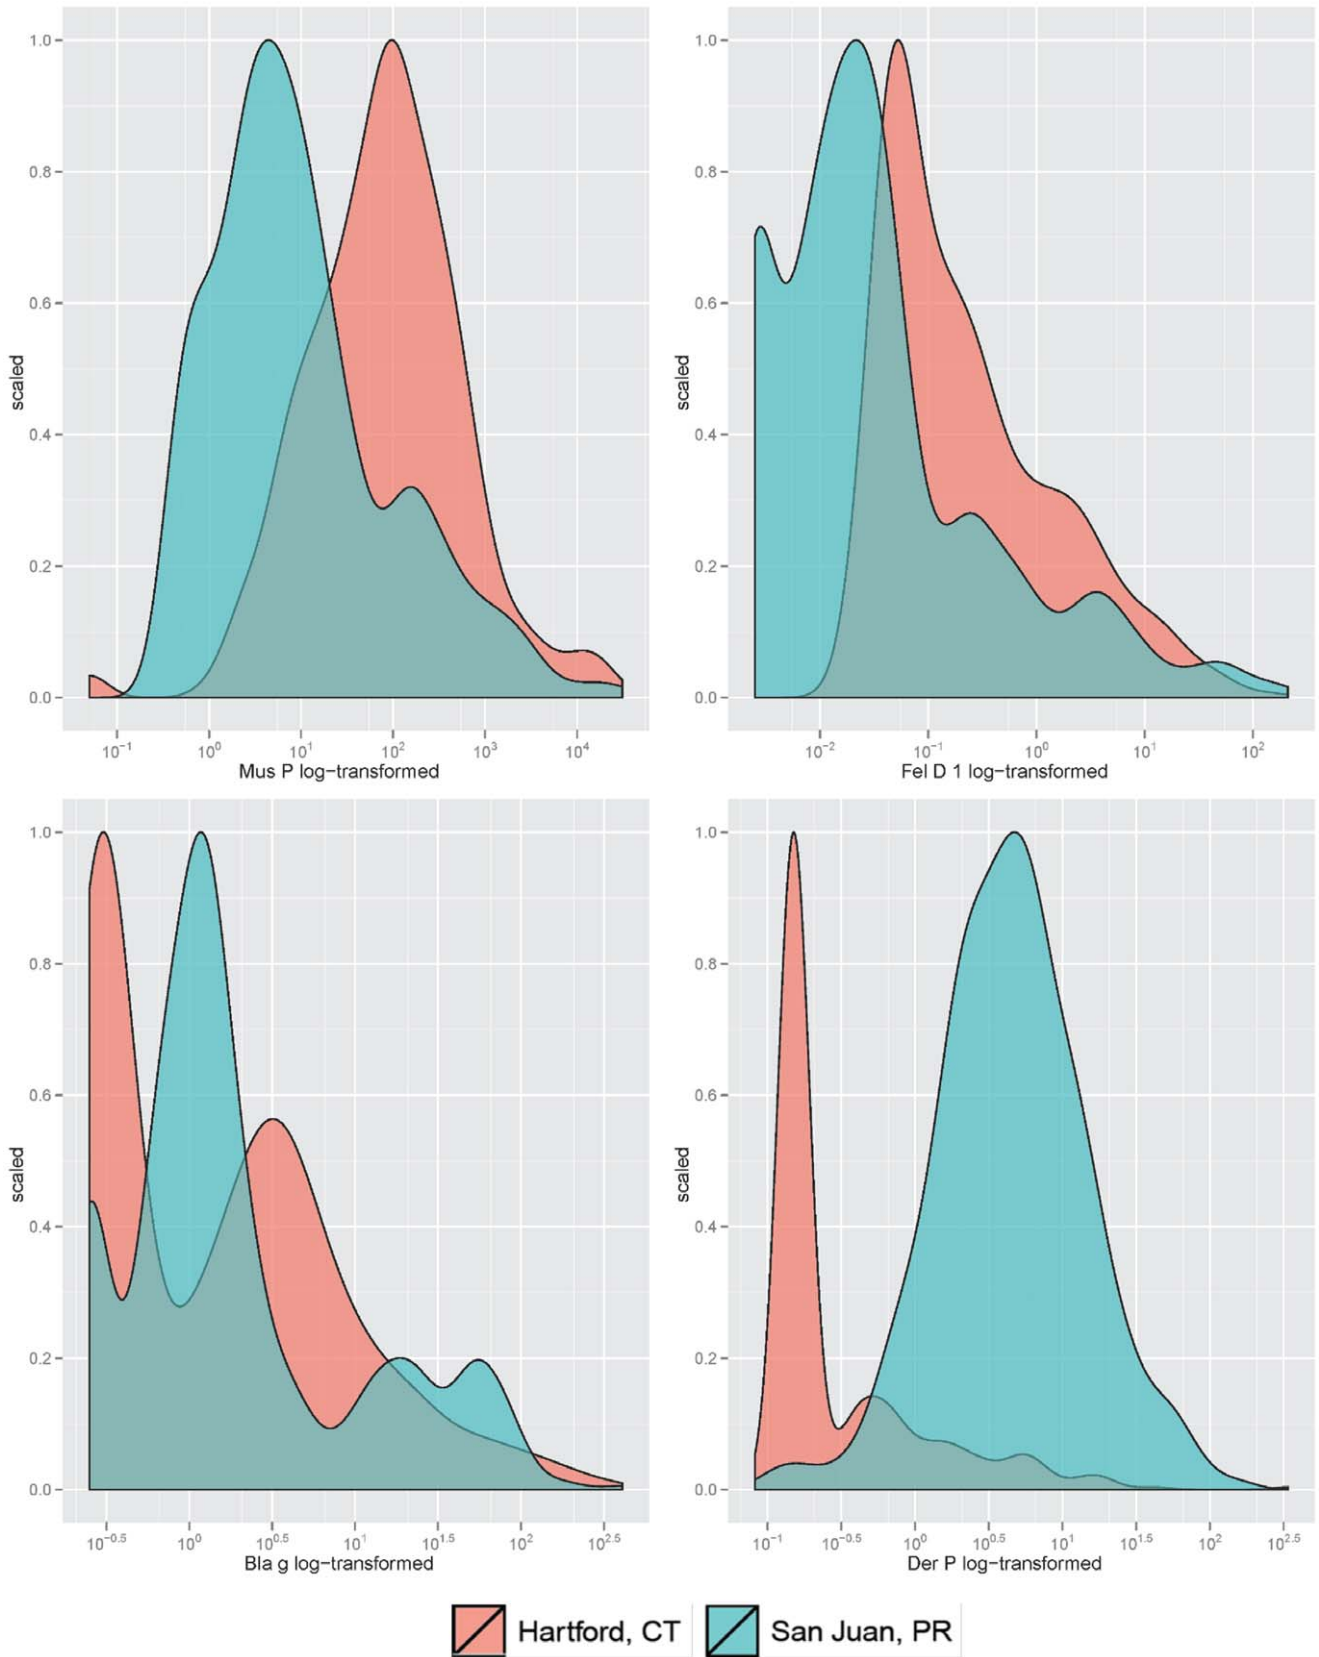 1.0
0.8
0.6
0.4
0.2
0.0
scaled
10⁻¹ 10⁰ 10¹ 10² 10³ 10⁴
Mus P log−transformed
1.0
0.8
0.6
0.4
0.2
0.0
scaled
10⁻² 10⁻¹ 10⁰ 10¹ 10²
Fel D 1 log−transformed
1.0
0.8
0.6
0.4
0.2
0.0
scaled
10⁻⁰·⁵ 10⁰ 10⁰·⁵ 10¹ 10¹·⁵ 10² 10²·⁵
Bla g log−transformed
1.0
0.8
0.6
0.4
0.2
0.0
scaled
10⁻¹ 10⁻⁰·⁵ 10⁰ 10⁰·⁵ 10¹ 10¹·⁵ 10² 10²·⁵
Der P log−transformed
Hartford, CT San Juan, PR